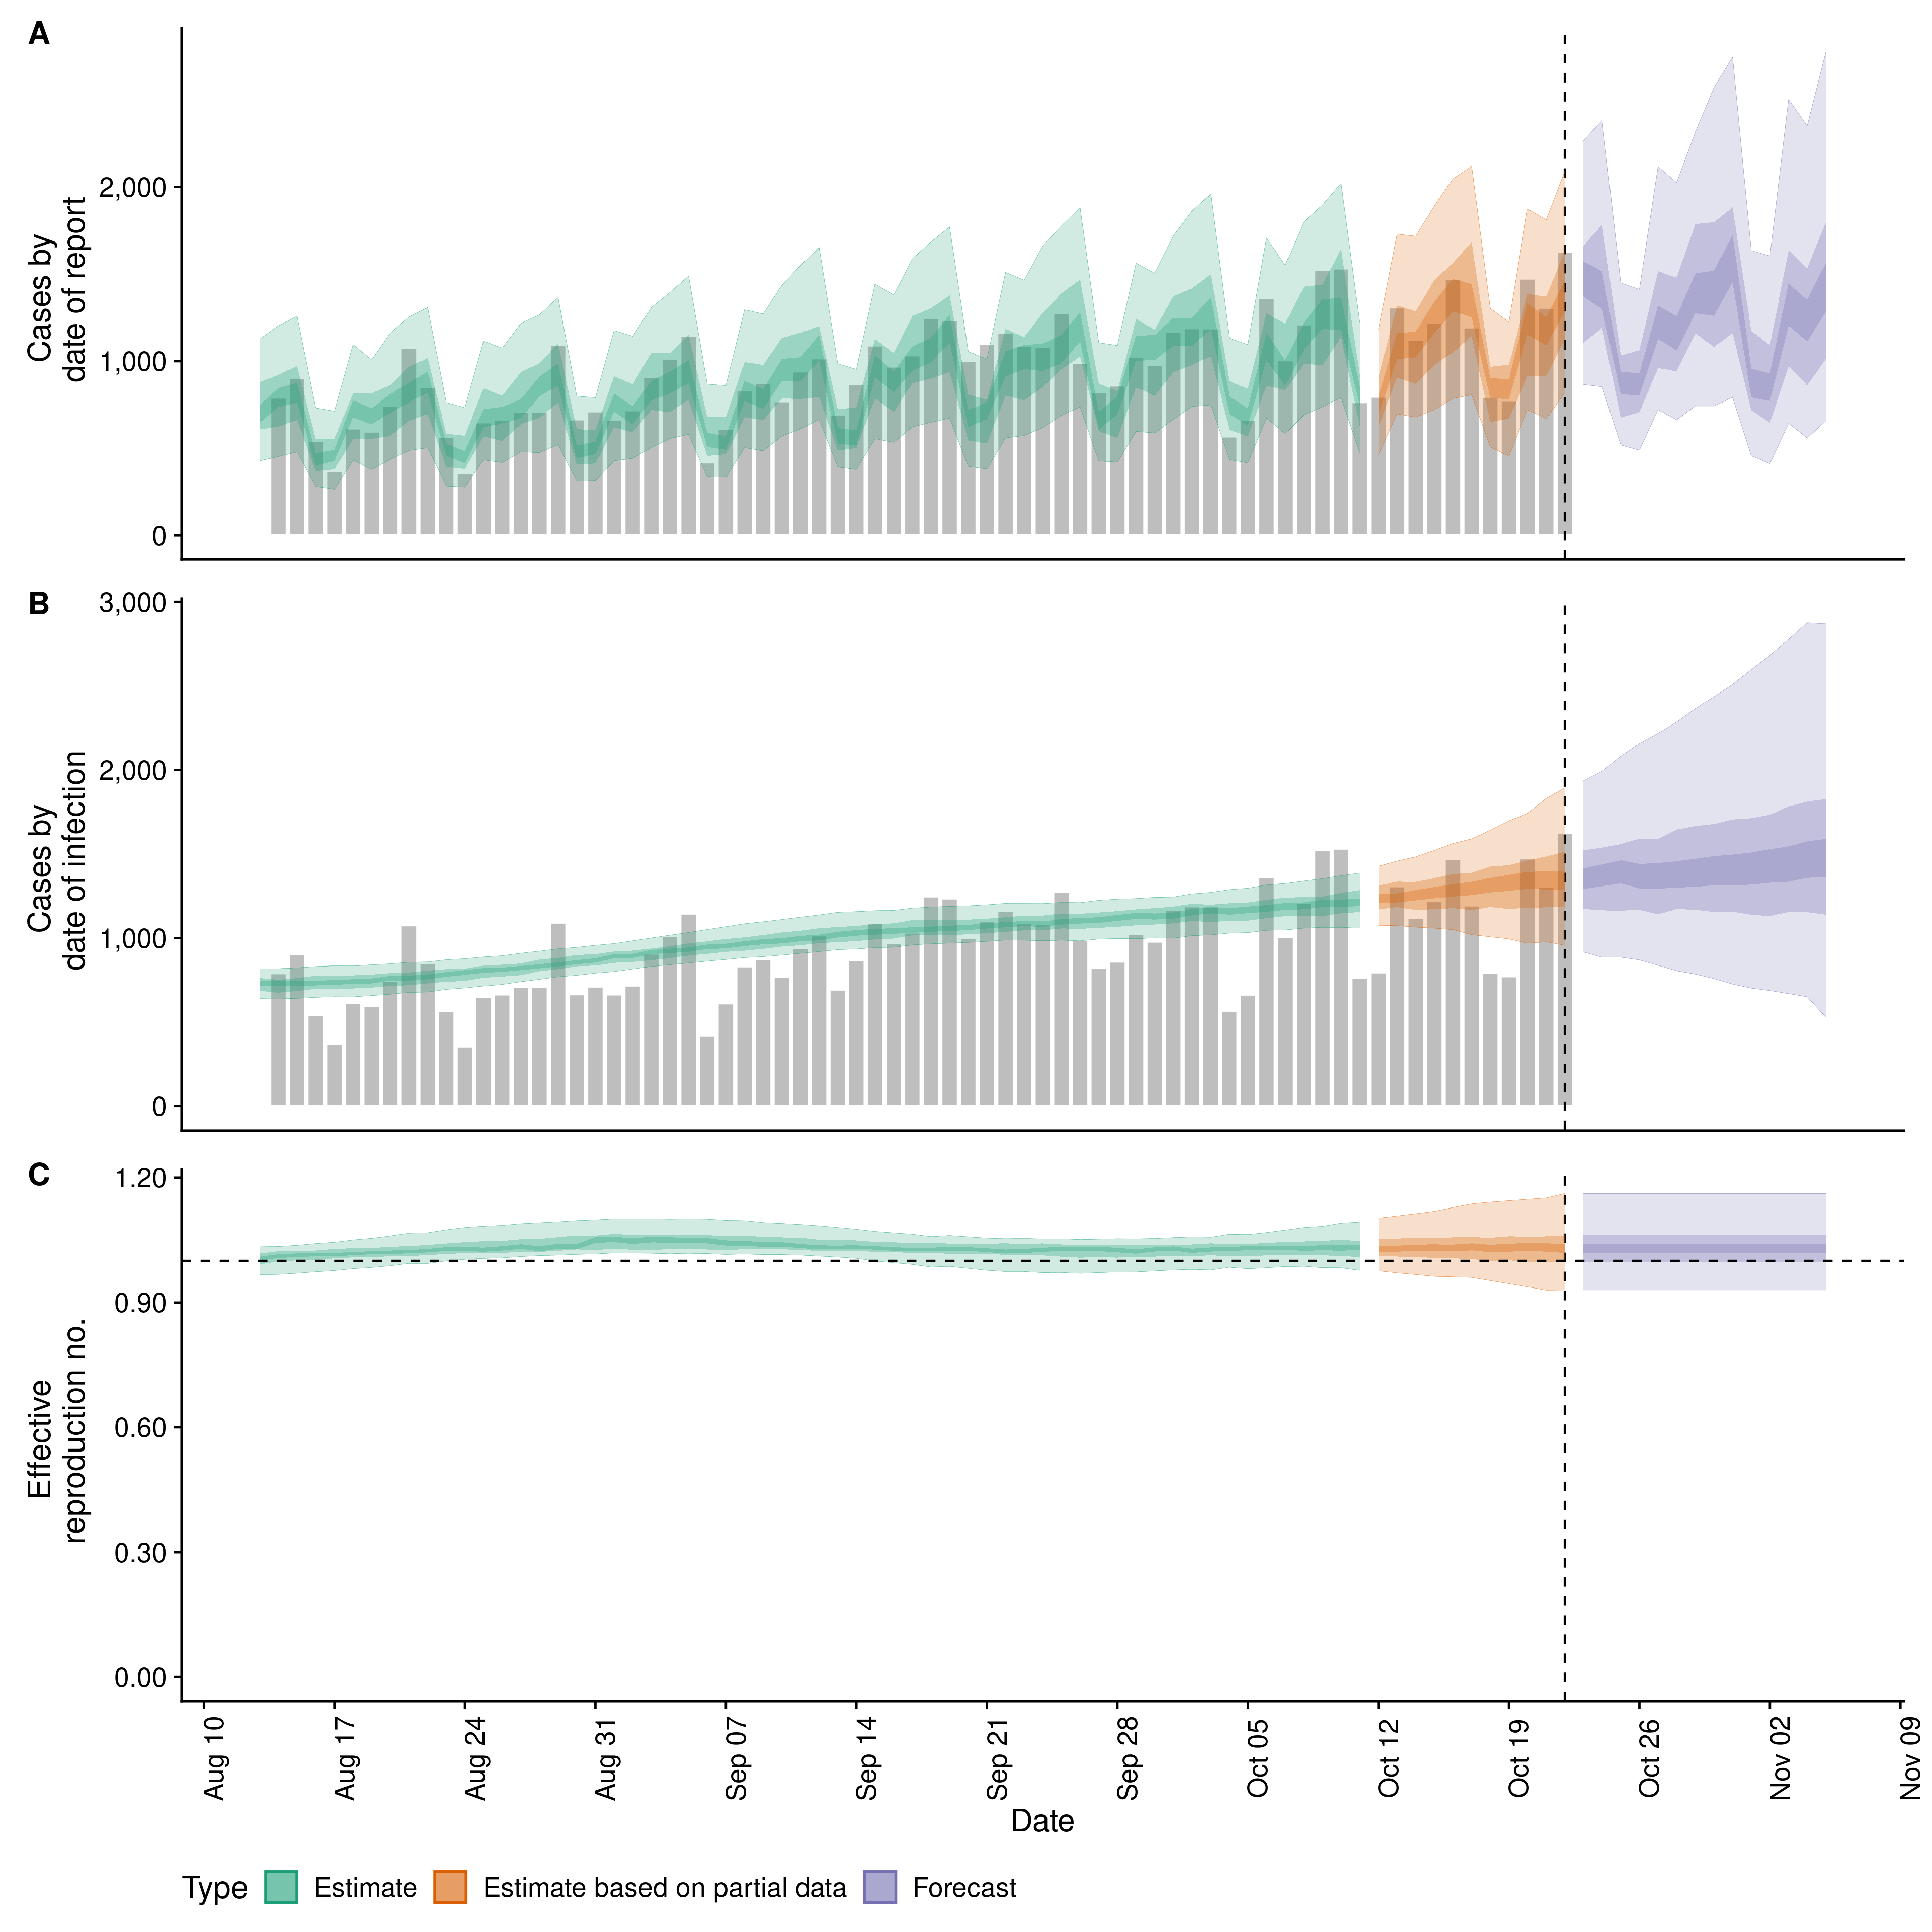 A
Cases by
date of report
2,000
1,000
0
B
Cases by
date of infection
3,000
2,000
1,000
0
C
Effective
reproduction no.
1.20
0.90
0.60
0.30
0.00
Aug 10
Aug 17
Aug 24
Aug 31
Sep 07
Sep 14
Sep 21
Sep 28
Oct 05
Oct 12
Oct 19
Oct 26
Nov 02
Nov 09
Date
Type Estimate Estimate based on partial data Forecast